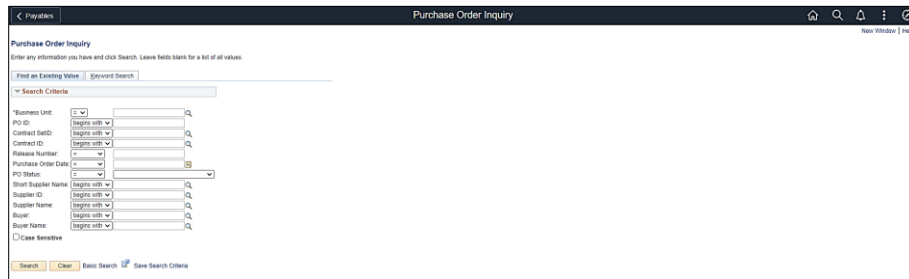 Payables
Purchase Order Inquiry
New Window | He
Purchase Order Inquiry
Enter any information you have and click Search. Leave fields blank for a list of all values.
Find an Existing Value Keyword Search
Search Criteria
*Business Unit: =
PO ID: begins with
Contract SetID: begins with
Contract ID: begins with
Release Number: =
Purchase Order Date: =
PO Status: =
Short Supplier Name: begins with
Supplier ID: begins with
Supplier Name: begins with
Buyer: begins with
Buyer Name: begins with
Case Sensitive
Search Clear Basic Search Save Search Criteria